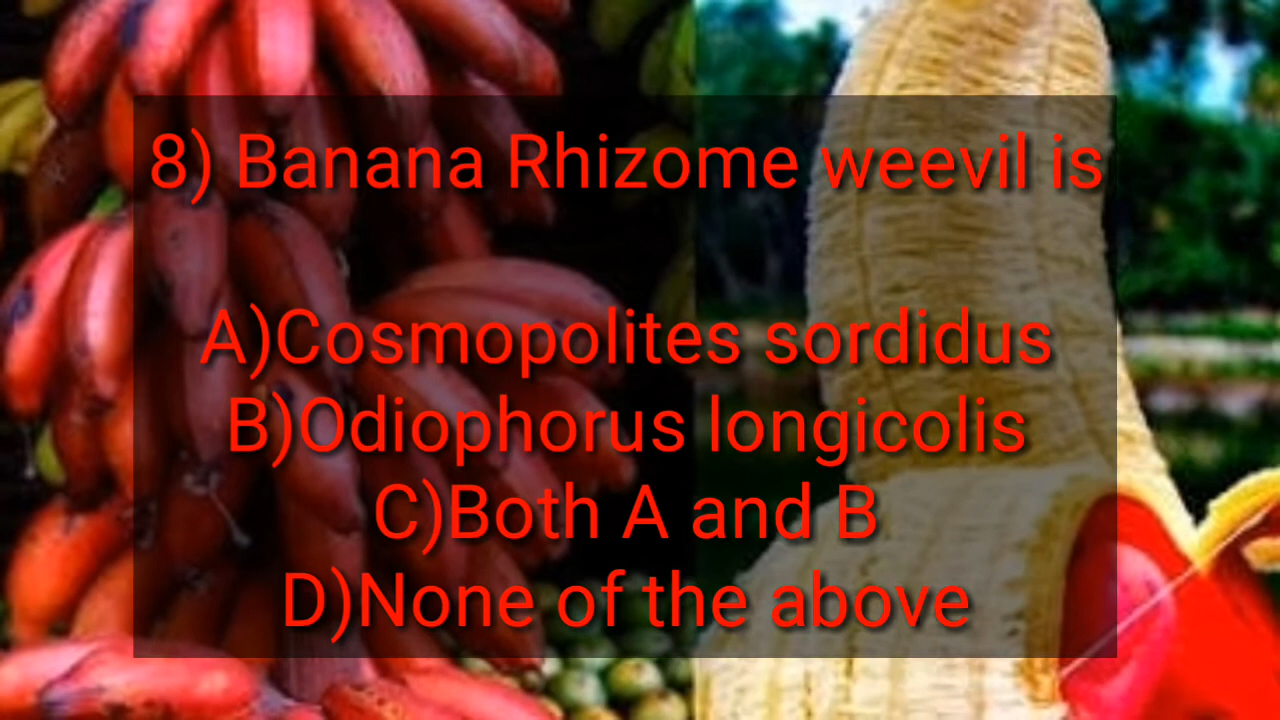 8) Banana Rhizome weevil is
A)Cosmopolites sordidus
B)Odiophorus longicolis
C)Both A and B
D)None of the above